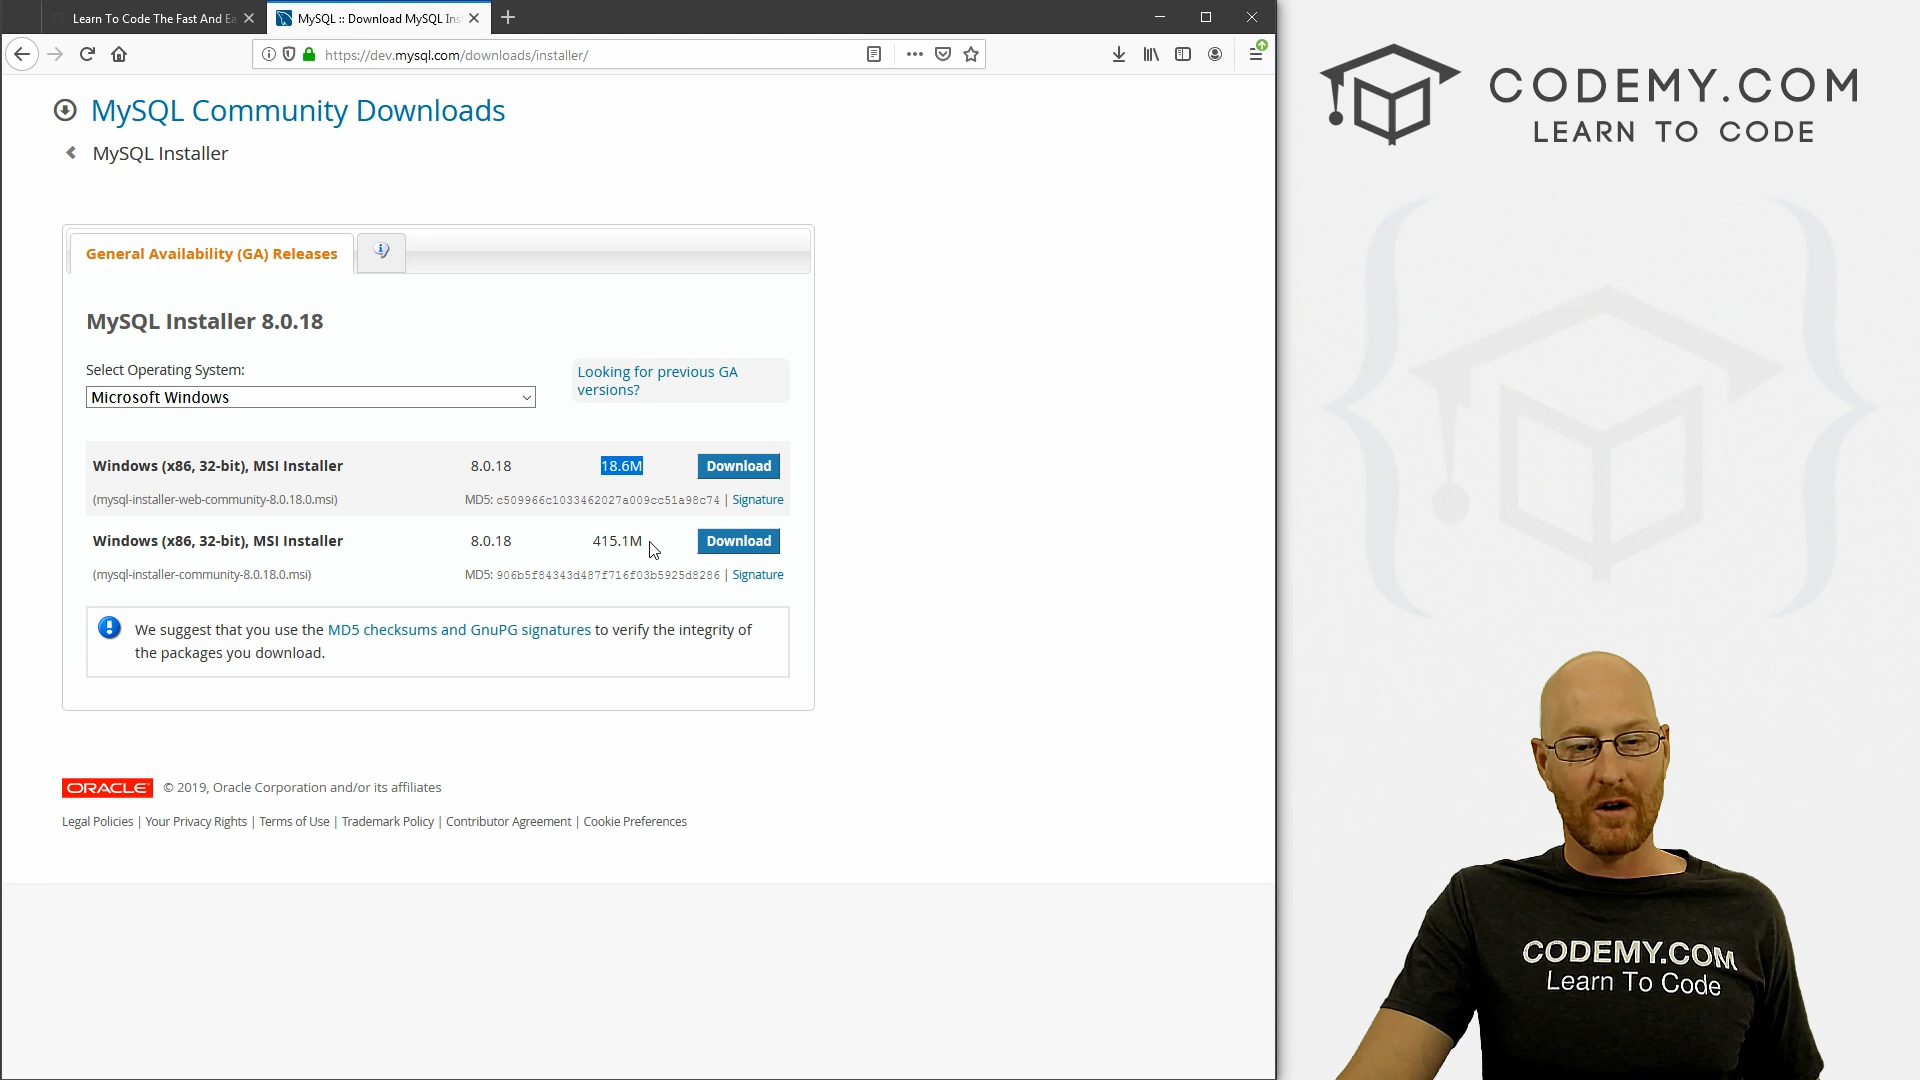 Learn To Code The Fast And Ea
MySQL :: Download MySQL Ins
https://dev.mysql.com/downloads/installer/
MySQL Community Downloads
MySQL Installer
General Availability (GA) Releases
MySQL Installer 8.0.18
Select Operating System:
Looking for previous GA
versions?
Microsoft Windows
Windows (x86, 32-bit), MSI Installer 8.0.18 18.6M Download
(mysql-installer-web-community-8.0.18.0.msi) MD5: c509966c1033462027a009cc51a98c74 | Signature
Windows (x86, 32-bit), MSI Installer 8.0.18 415.1M Download
(mysql-installer-community-8.0.18.0.msi) MD5: 906b5f84343d487f716f03b5925d8286 | Signature
We suggest that you use the MD5 checksums and GnuPG signatures to verify the integrity of
the packages you download.
ORACLE © 2019, Oracle Corporation and/or its affiliates
Legal Policies | Your Privacy Rights | Terms of Use | Trademark Policy | Contributor Agreement | Cookie Preferences
CODEMY.COM
LEARN TO CODE
CODEMY.COM
Learn To Code